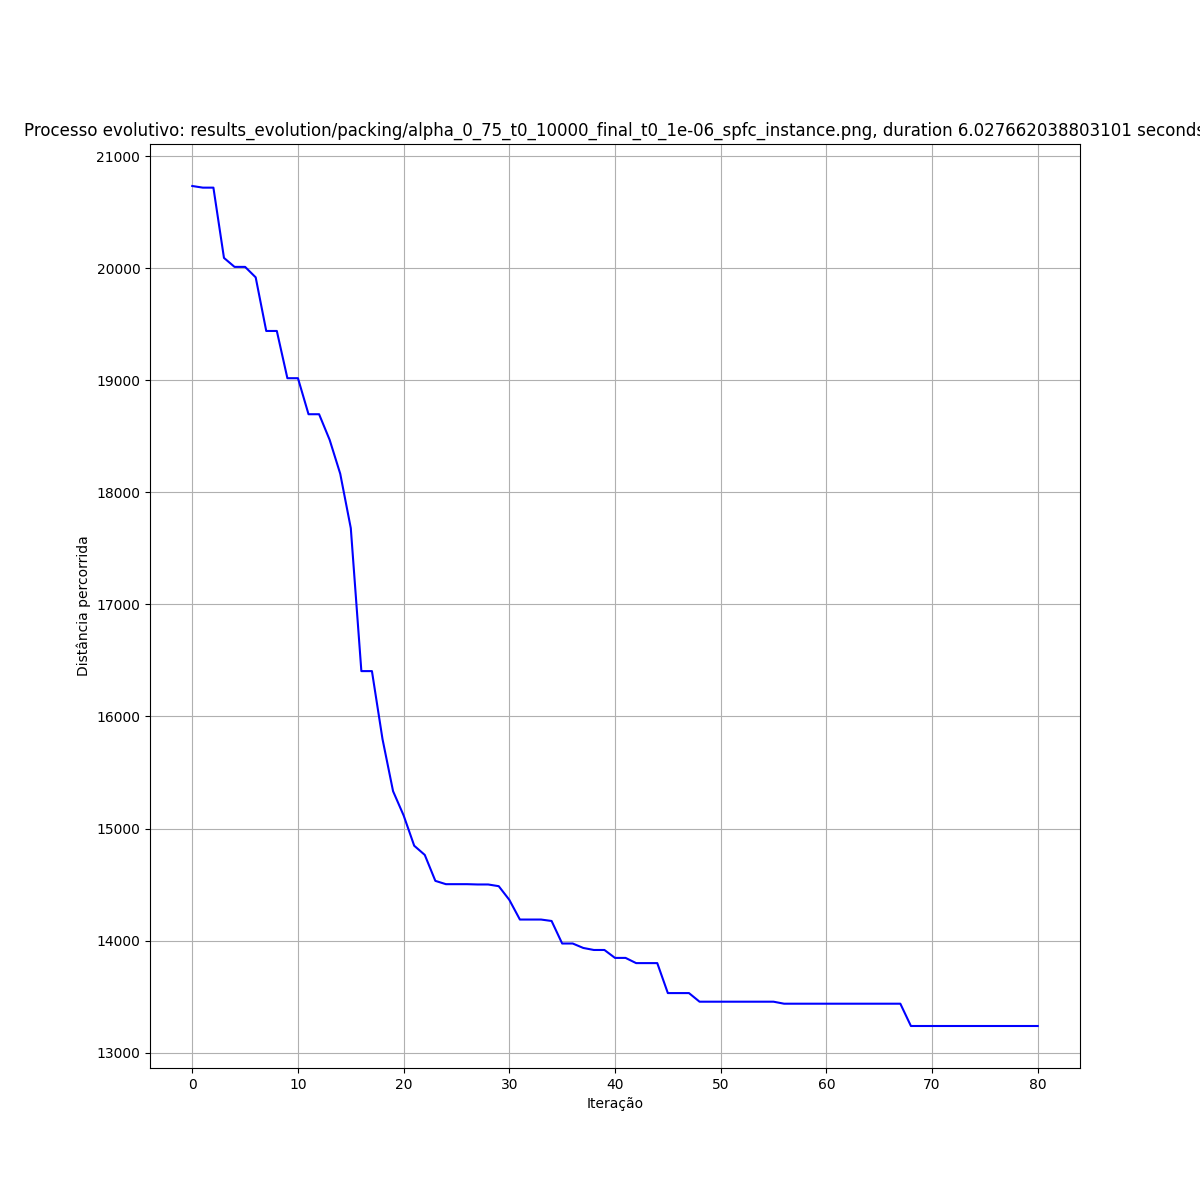 Processo evolutivo: results_evolution/packing/alpha_0_75_t0_10000_final_t0_1e-06_spfc_instance.png, duration 6.027662038803101 seconds
21000
20000
19000
18000
17000
16000
15000
14000
13000
Distância percorrida
0 10 20 30 40 50 60 70 80
Iteração